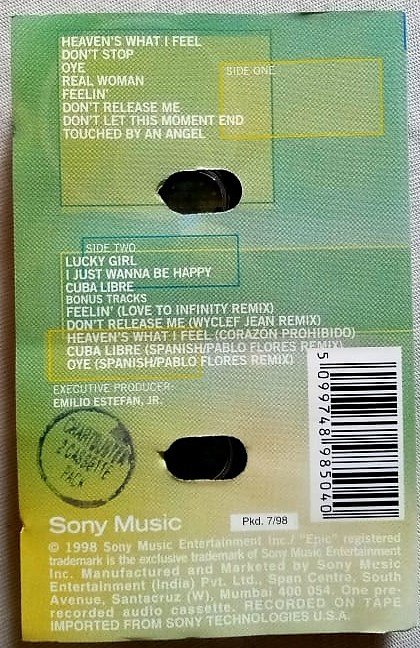 HEAVEN'S WHAT I FEEL
DON'T STOP
OYE
REAL WOMAN
FEELIN'
DON'T RELEASE ME
DON'T LET THIS MOMENT END
TOUCHED BY AN ANGEL
SIDE ONE
SIDE TWO
LUCKY GIRL
I JUST WANNA BE HAPPY
CUBA LIBRE
BONUS TRACKS
FEELIN' (LOVE TO INFINITY REMIX)
DON'T RELEASE ME (WYCLEF JEAN REMIX)
HEAVEN'S WHAT I FEEL (CORAZON PROHIBIDO)
CUBA LIBRE (SPANISH/PABLO FLORES REMIX)
OYE (SPANISH/PABLO FLORES REMIX)
EXECUTIVE PRODUCER:
EMILIO ESTEFAN, JR.
5099748985040
2 CASSETTE
PACK
Sony Music
Pkd. 7/98
© 1998 Sony Music Entertainment Inc./ "Epic" registered
trademark is the exclusive trademark of Sony Music Entertainment
Inc. Manufactured and Marketed by Sony Music
Entertainment (India) Pvt. Ltd., Span Centre, South
Avenue, Santacruz (W), Mumbai 400 054. One pre-
recorded audio cassette. RECORDED ON TAPE
IMPORTED FROM SONY TECHNOLOGIES U.S.A.